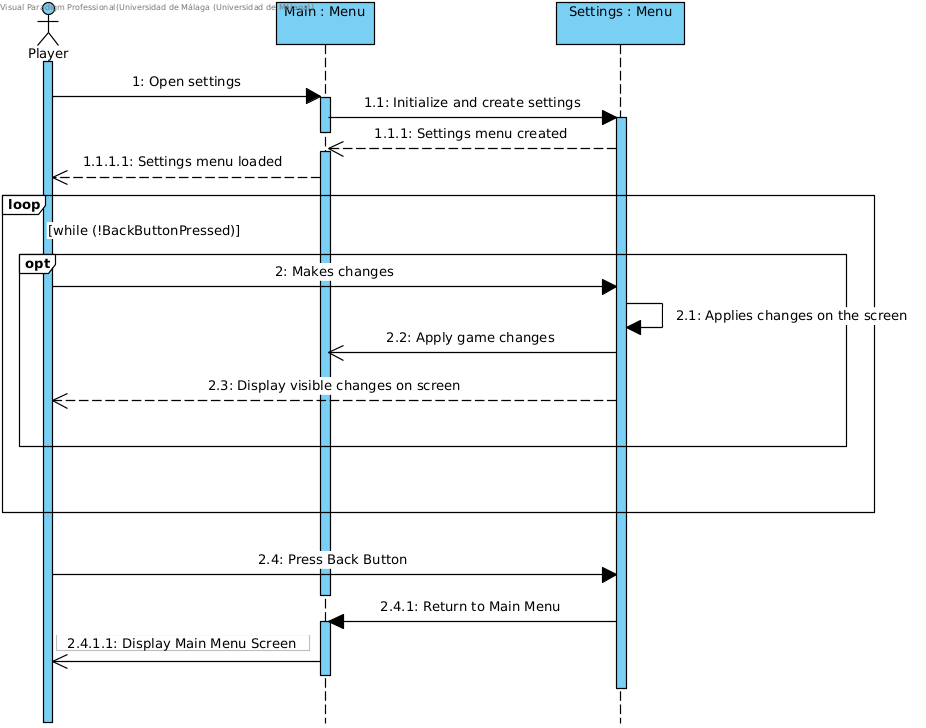 Visual Paradigm Professional(Universidad de Málaga (Universidad de Málaga))
Main : Menu
Settings : Menu
Player
1: Open settings
1.1: Initialize and create settings
1.1.1: Settings menu created
1.1.1.1: Settings menu loaded
loop
[while (!BackButtonPressed)]
opt
2: Makes changes
2.1: Applies changes on the screen
2.2: Apply game changes
2.3: Display visible changes on screen
2.4: Press Back Button
2.4.1: Return to Main Menu
2.4.1.1: Display Main Menu Screen